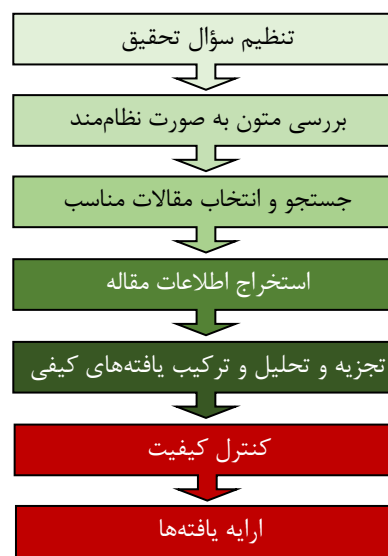 تنظیم سؤال تحقیق
بررسی متون به صورت نظام‌مند
جستجو و انتخاب مقالات مناسب
استخراج اطلاعات مقاله
تجزیه و تحلیل و ترکیب یافته‌های کیفی
کنترل کیفیت
ارایه یافته‌ها